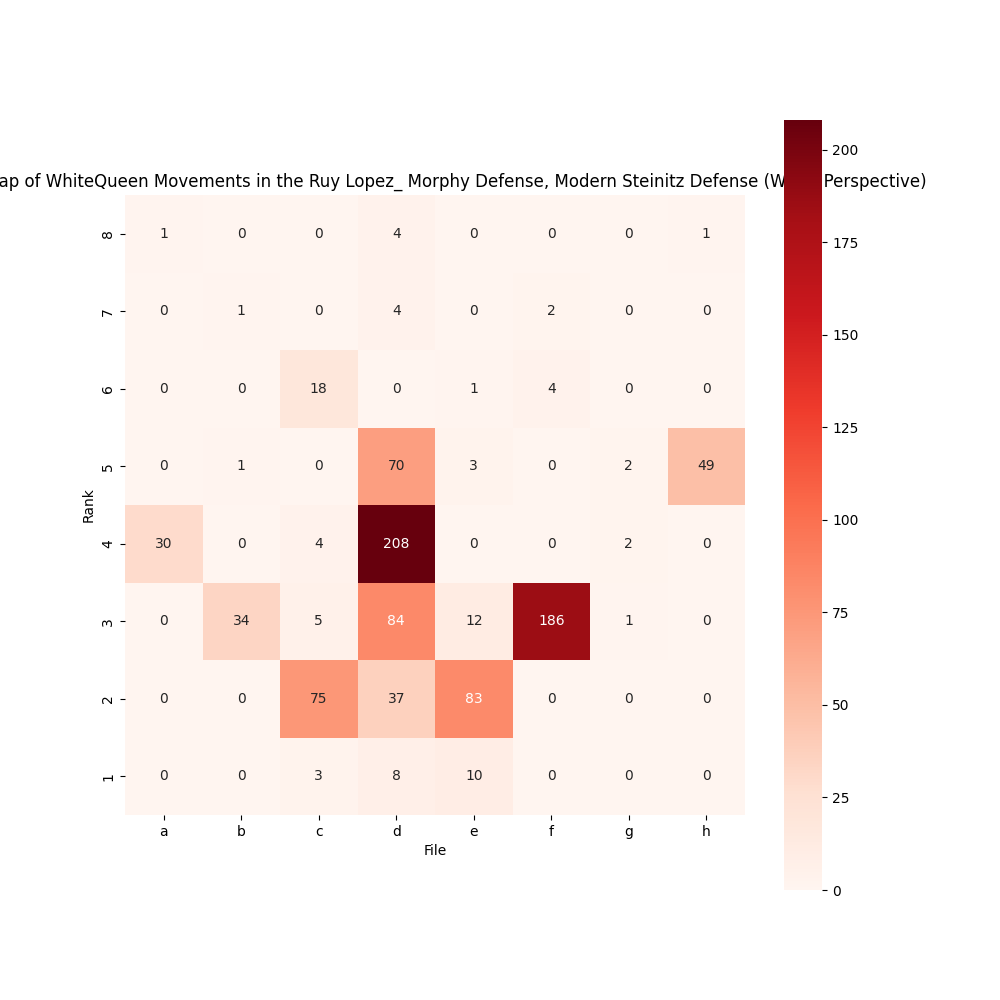 ap of WhiteQueen Movements in the Ruy Lopez_ Morphy Defense, Modern Steinitz Defense (W Perspective)
8 1 0 0 4 0 0 0 1
7 0 1 0 4 0 2 0 0
6 0 0 18 0 1 4 0 0
5 0 1 0 70 3 0 2 49
4 30 0 4 208 0 0 2 0
3 0 34 5 84 12 186 1 0
2 0 0 75 37 83 0 0 0
1 0 0 3 8 10 0 0 0
a b c d e f g h
File
Rank
200
175
150
125
100
75
50
25
0